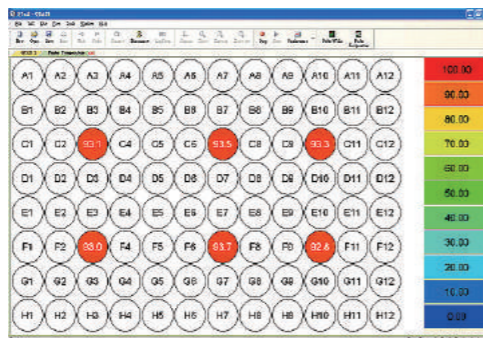 A1 A2 A3 A4 A5 A6 A7 A8 A9 A10 A11 A12 100.00
90.00
B1 B2 B3 B4 B5 B6 B7 B8 B9 B10 B11 B12 80.00
C1 C2 93.1 C4 C5 C6 93.5 C8 C9 93.3 C11 C12 70.00
60.00
D1 D2 D3 D4 D5 D6 D7 D8 D9 D10 D11 D12 50.00
E1 E2 E3 E4 E5 E6 E7 E8 E9 E10 E11 E12 40.00
F1 F2 93.0 F4 F5 F6 93.7 F8 F9 92.8 F11 F12 30.00
20.00
G1 G2 G3 G4 G5 G6 G7 G8 G9 G10 G11 G12 10.00
H1 H2 H3 H4 H5 H6 H7 H8 H9 H10 H11 H12 0.00